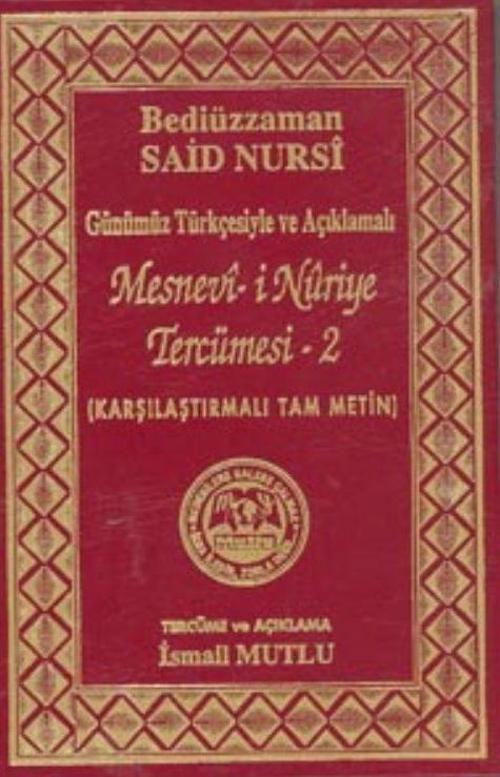 Bediüzzaman
SAİD NURSÎ
Günümüz Türkçesiyle ve Açıklamalı
Mesnevî-i Nûriye
Tercümesi - 2
(KARŞILAŞTIRMALI TAM METİN)
TERCÜME ve AÇIKLAMA
İsmail MUTLU